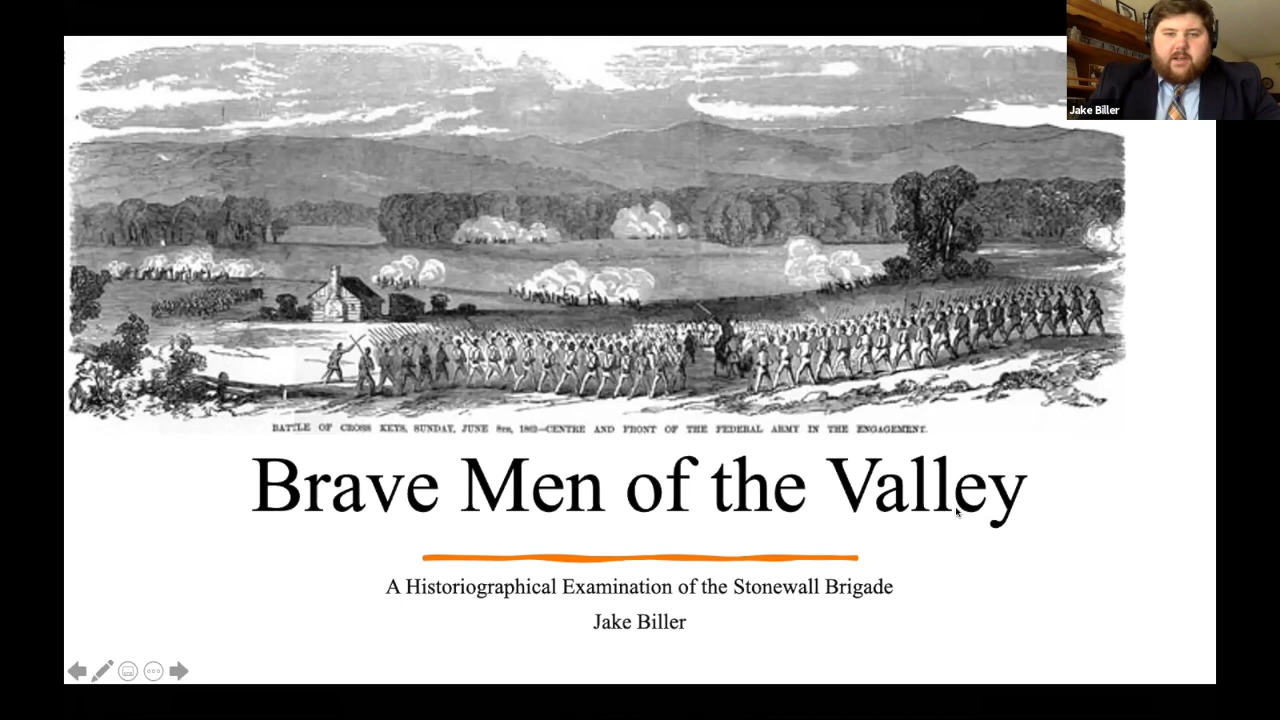 Jake Biller
BATTLE OF CROSS KEYS, SUNDAY, JUNE 8TH, 1862—CENTRE AND FRONT OF THE FEDERAL ARMY IN THE ENGAGEMENT.
Brave Men of the Valley
A Historiographical Examination of the Stonewall Brigade
Jake Biller